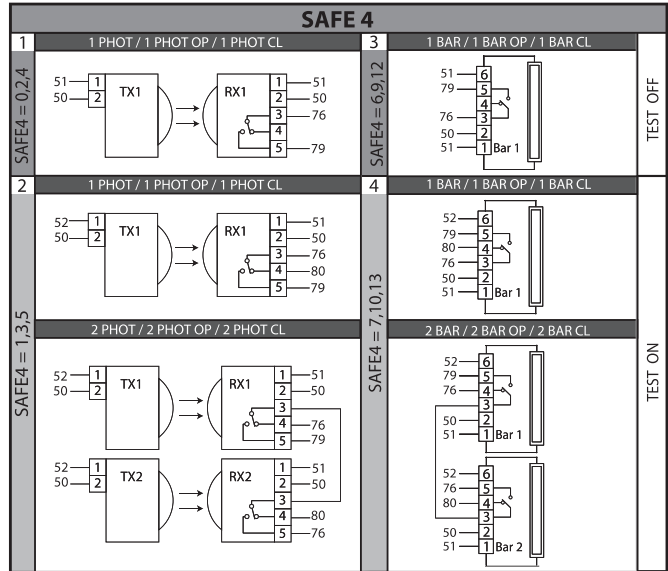 SAFE 4
1
1 PHOT / 1 PHOT OP / 1 PHOT CL
SAFE4 = 0,2,4
51 1
50 2
TX1
RX1
1 51
2 50
3 76
4
5 79
3
1 BAR / 1 BAR OP / 1 BAR CL
SAFE4 = 6,9,12
51 6
79 5
4
76 3
50 2
51 1 Bar 1
TEST OFF
2
1 PHOT / 1 PHOT OP / 1 PHOT CL
SAFE4 = 1,3,5
52 1
50 2
TX1
RX1
1 51
2 50
3 76
4 80
5 79
4
1 BAR / 1 BAR OP / 1 BAR CL
SAFE4 = 7,10,13
52 6
79 5
80 4
76 3
50 2
51 1 Bar 1
TEST ON
2 PHOT / 2 PHOT OP / 2 PHOT CL
52 1
50 2
TX1
RX1
1 51
2 50
3
4 76
5 79
52 1
50 2
TX2
RX2
1 51
2 50
3
4 80
5 76
2 BAR / 2 BAR OP / 2 BAR CL
52 6
79 5
76 4
3
50 2
51 1 Bar 1
52 6
76 5
80 4
3
50 2
51 1 Bar 2